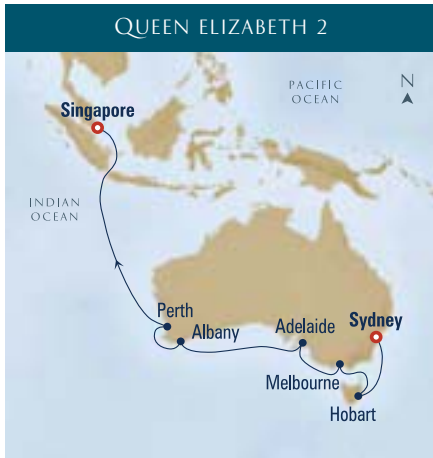 QUEEN ELIZABETH 2
PACIFIC
OCEAN
N
Singapore
INDIAN
OCEAN
Perth
Albany
Adelaide
Sydney
Melbourne
Hobart